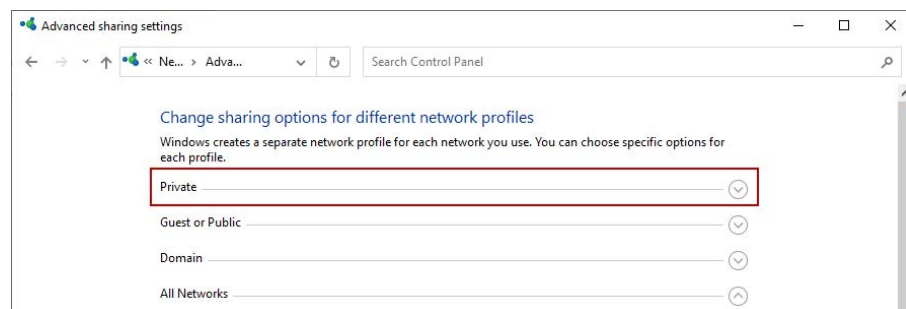 Advanced sharing settings
« Ne... > Adva...
Search Control Panel
Change sharing options for different network profiles
Windows creates a separate network profile for each network you use. You can choose specific options for
each profile.
Private
Guest or Public
Domain
All Networks